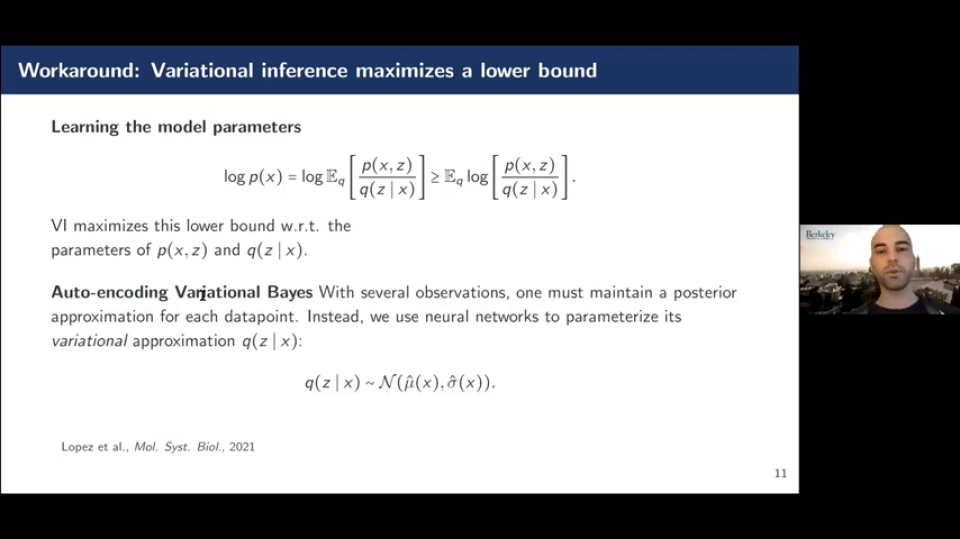 Workaround: Variational inference maximizes a lower bound
Learning the model parameters
log p(x) = log 𝔼_q [ p(x, z) / q(z | x) ] ≥ 𝔼_q log [ p(x, z) / q(z | x) ] .
VI maximizes this lower bound w.r.t. the
parameters of p(x, z) and q(z | x).
Auto-encoding Variational Bayes With several observations, one must maintain a posterior
approximation for each datapoint. Instead, we use neural networks to parameterize its
variational approximation q(z | x):
q(z | x) ~ 𝒩(μ̂(x), σ̂(x)).
Lopez et al., Mol. Syst. Biol., 2021
11
Berkeley